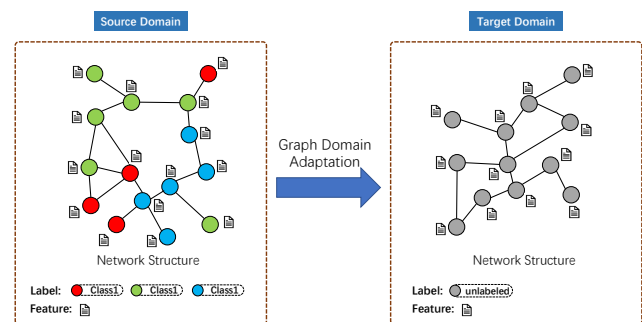 Source Domain
Target Domain
Graph Domain
Adaptation
Network Structure
Network Structure
Label: Class1 Class1 Class1
Feature:
Label: unlabeled
Feature: